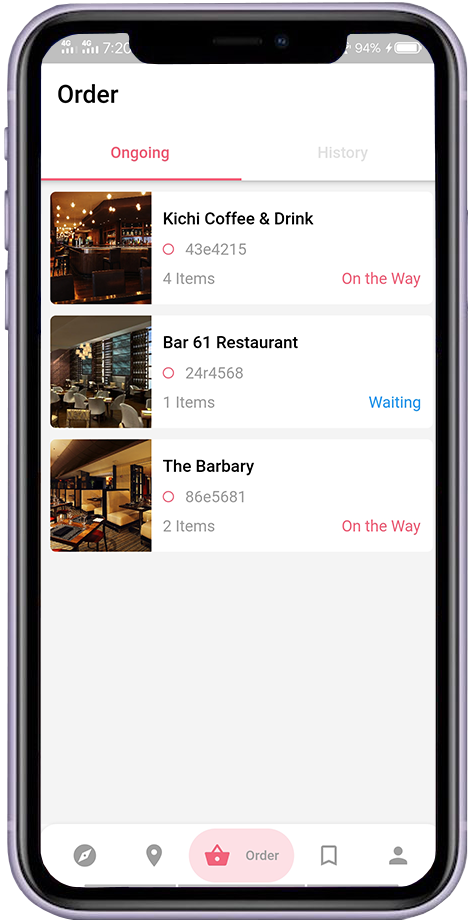 4G 4G 7:20 94%
Order
Ongoing History
Kichi Coffee & Drink
43e4215
4 Items On the Way
Bar 61 Restaurant
24r4568
1 Items Waiting
The Barbary
86e5681
2 Items On the Way
Order